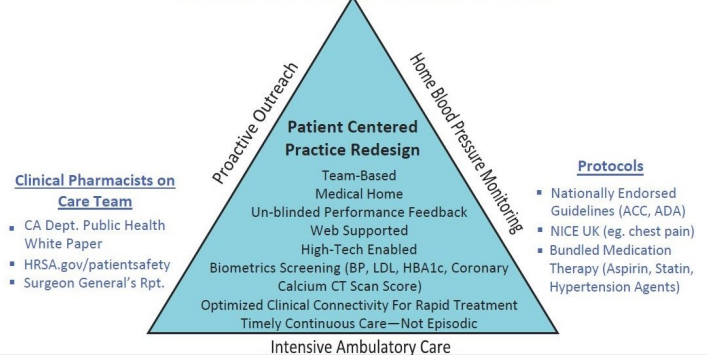 Proactive Outreach
Home Blood Pressure Monitoring
Patient Centered
Practice Redesign
Team-Based
Medical Home
Un-blinded Performance Feedback
Web Supported
High-Tech Enabled
Biometrics Screening (BP, LDL, HBA1c, Coronary
Calcium CT Scan Score)
Optimized Clinical Connectivity For Rapid Treatment
Timely Continuous Care—Not Episodic
Intensive Ambulatory Care
Clinical Pharmacists on
Care Team
▪ CA Dept. Public Health
White Paper
▪ HRSA.gov/patientsafety
▪ Surgeon General's Rpt.
Protocols
▪ Nationally Endorsed
Guidelines (ACC, ADA)
▪ NICE UK (eg. chest pain)
▪ Bundled Medication
Therapy (Aspirin, Statin,
Hypertension Agents)